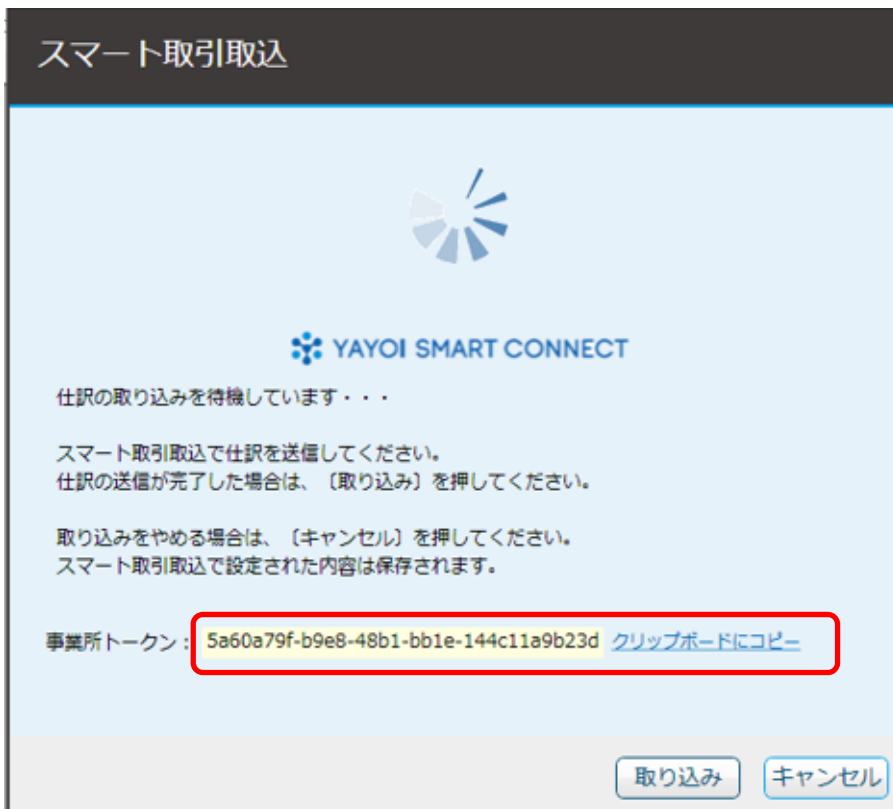 スマート取引取込
YAYOI SMART CONNECT
仕訳の取り込みを待機しています・・・
スマート取引取込で仕訳を送信してください。
仕訳の送信が完了した場合は、〔取り込み〕を押してください。
取り込みをやめる場合は、〔キャンセル〕を押してください。
スマート取引取込で設定された内容は保存されます。
事業所トークン： 5a60a79f-b9e8-48b1-bb1e-144c11a9b23d クリップボードにコピー
取り込み キャンセル